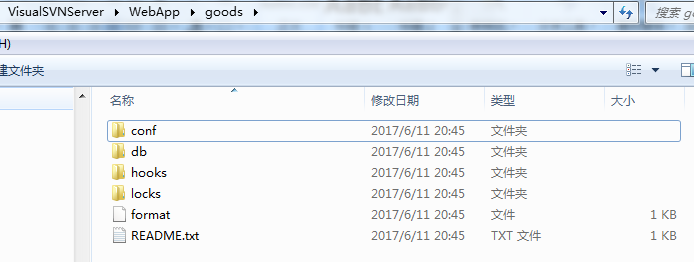 VisualSVNServer ▸ WebApp ▸ goods ▸
搜索 g
H)
建文件夹
名称 修改日期 类型 大小
conf 2017/6/11 20:45 文件夹
db 2017/6/11 20:45 文件夹
hooks 2017/6/11 20:45 文件夹
locks 2017/6/11 20:45 文件夹
format 2017/6/11 20:45 文件 1 KB
README.txt 2017/6/11 20:45 TXT 文件 1 KB